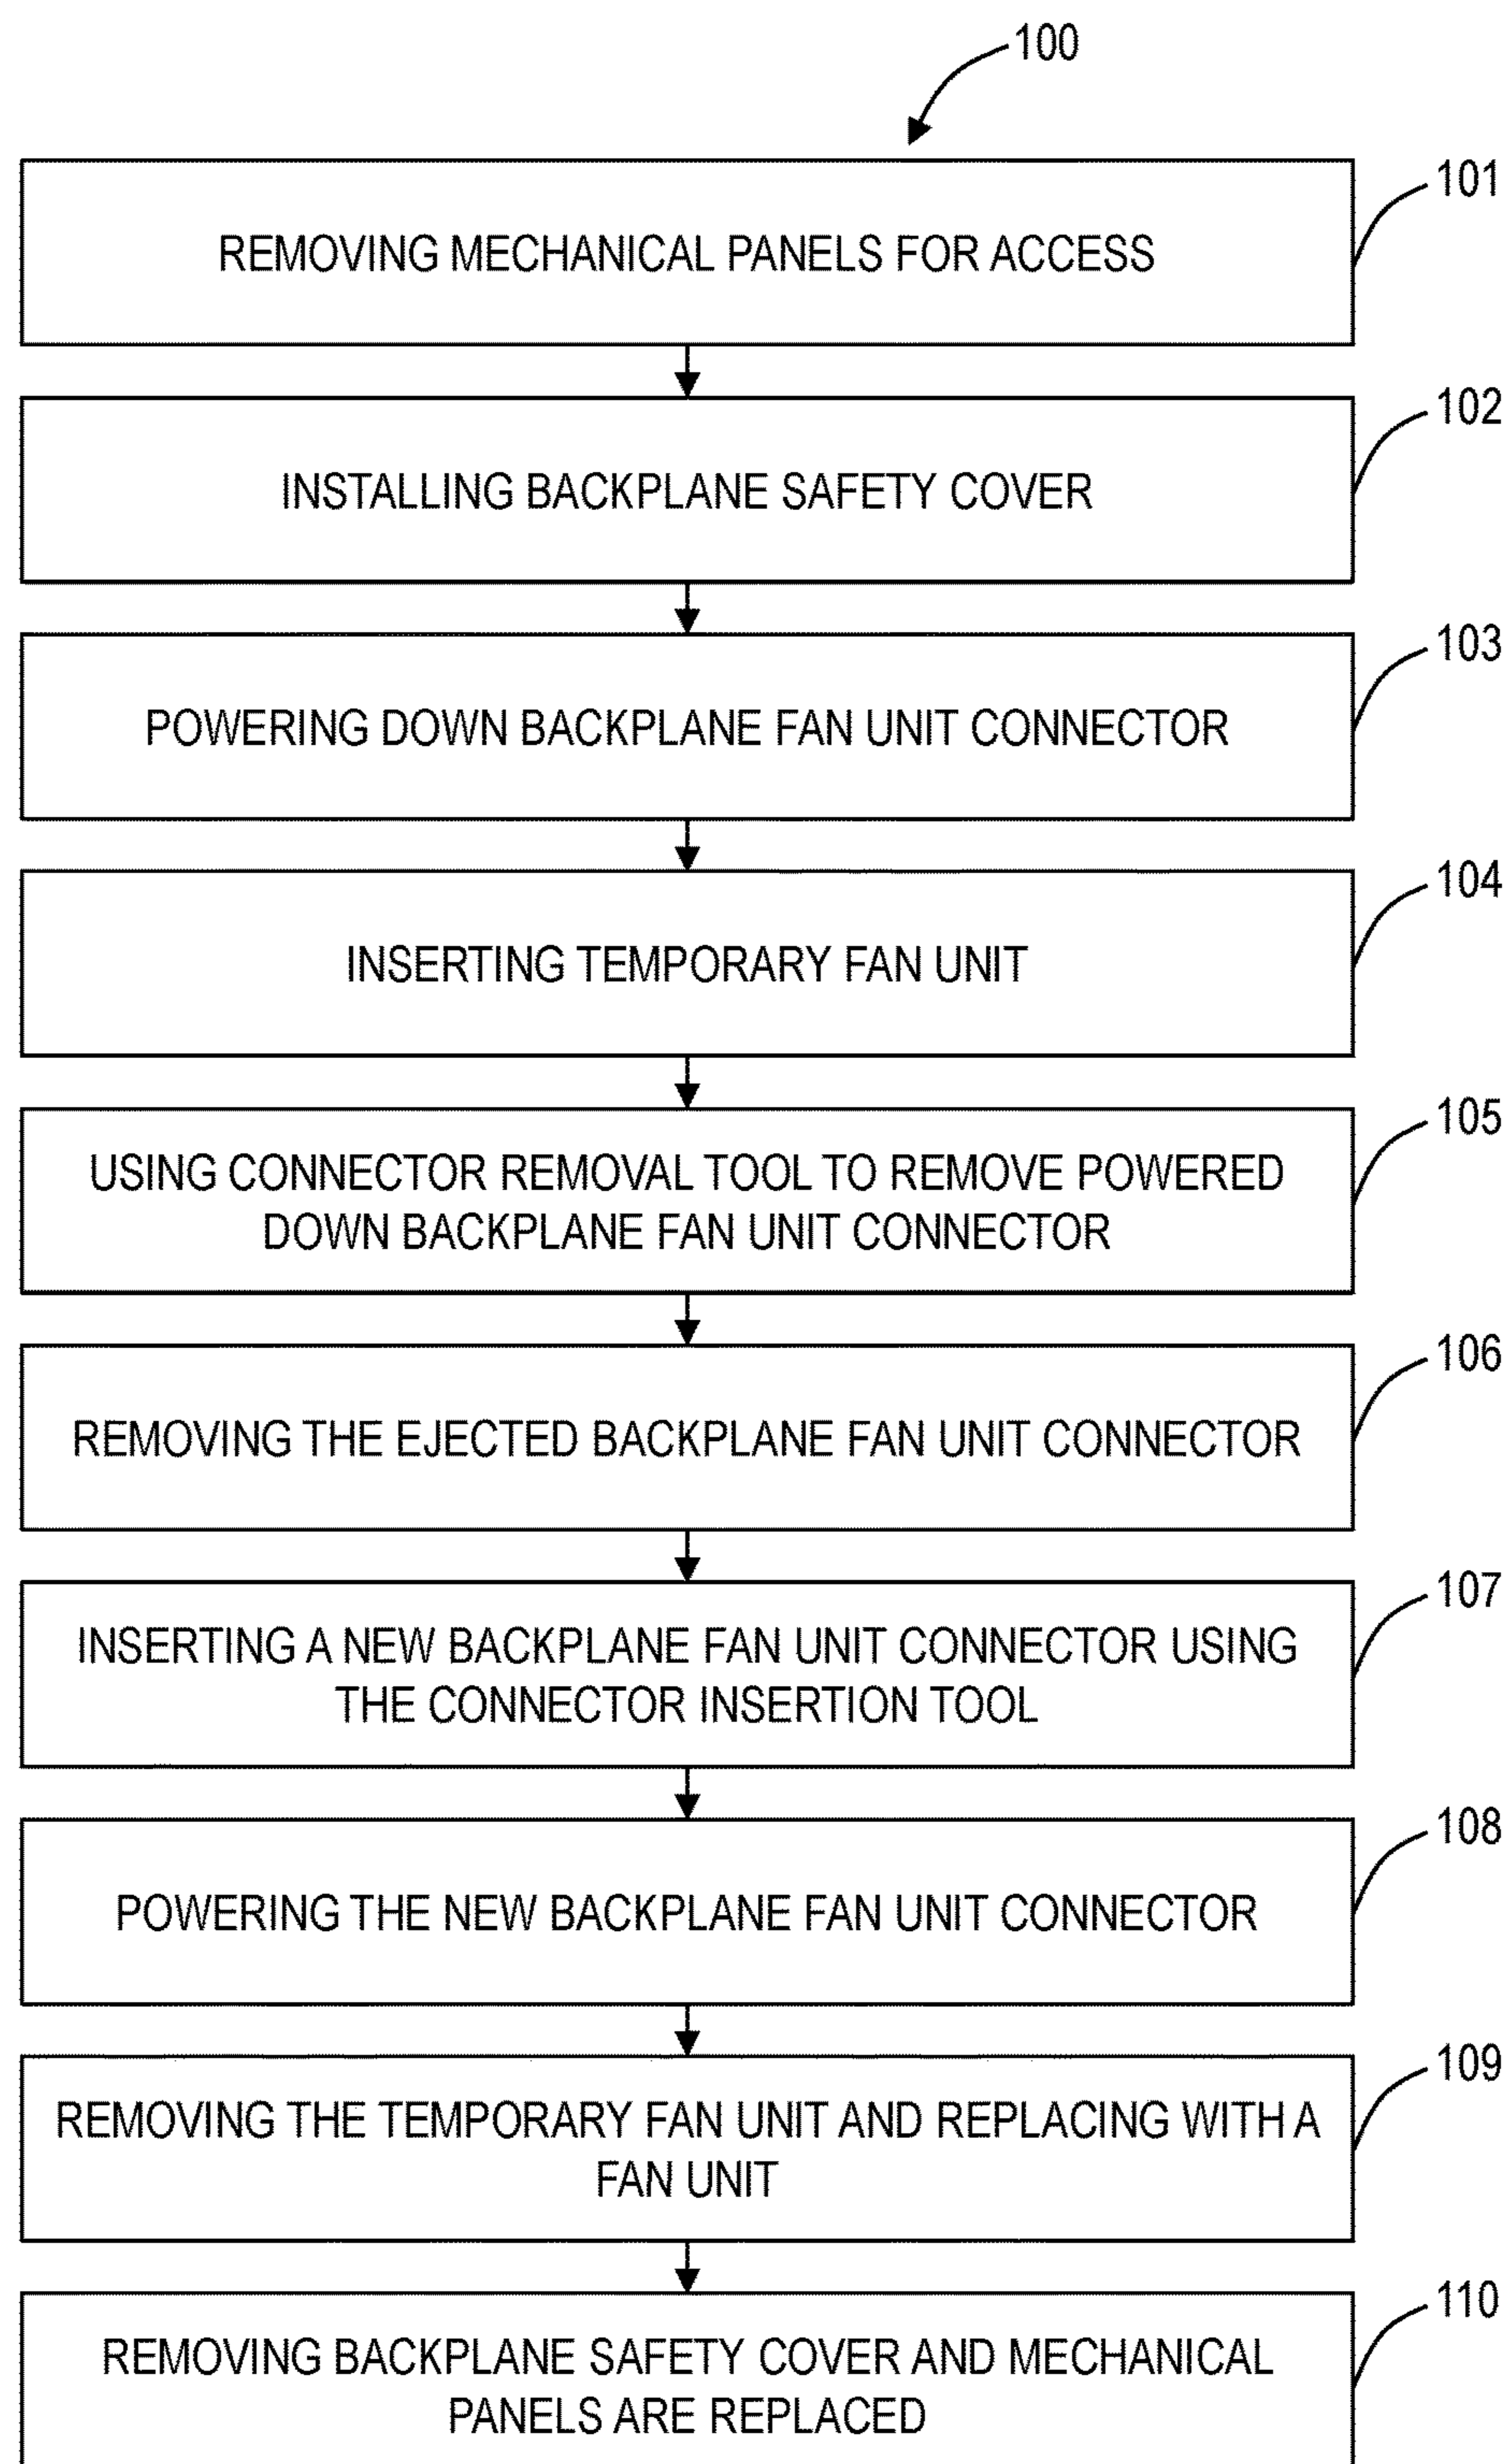 100
REMOVING MECHANICAL PANELS FOR ACCESS
101
INSTALLING BACKPLANE SAFETY COVER
102
POWERING DOWN BACKPLANE FAN UNIT CONNECTOR
103
INSERTING TEMPORARY FAN UNIT
104
USING CONNECTOR REMOVAL TOOL TO REMOVE POWERED
DOWN BACKPLANE FAN UNIT CONNECTOR
105
REMOVING THE EJECTED BACKPLANE FAN UNIT CONNECTOR
106
INSERTING A NEW BACKPLANE FAN UNIT CONNECTOR USING
THE CONNECTOR INSERTION TOOL
107
POWERING THE NEW BACKPLANE FAN UNIT CONNECTOR
108
REMOVING THE TEMPORARY FAN UNIT AND REPLACING WITH A
FAN UNIT
109
REMOVING BACKPLANE SAFETY COVER AND MECHANICAL
PANELS ARE REPLACED
110